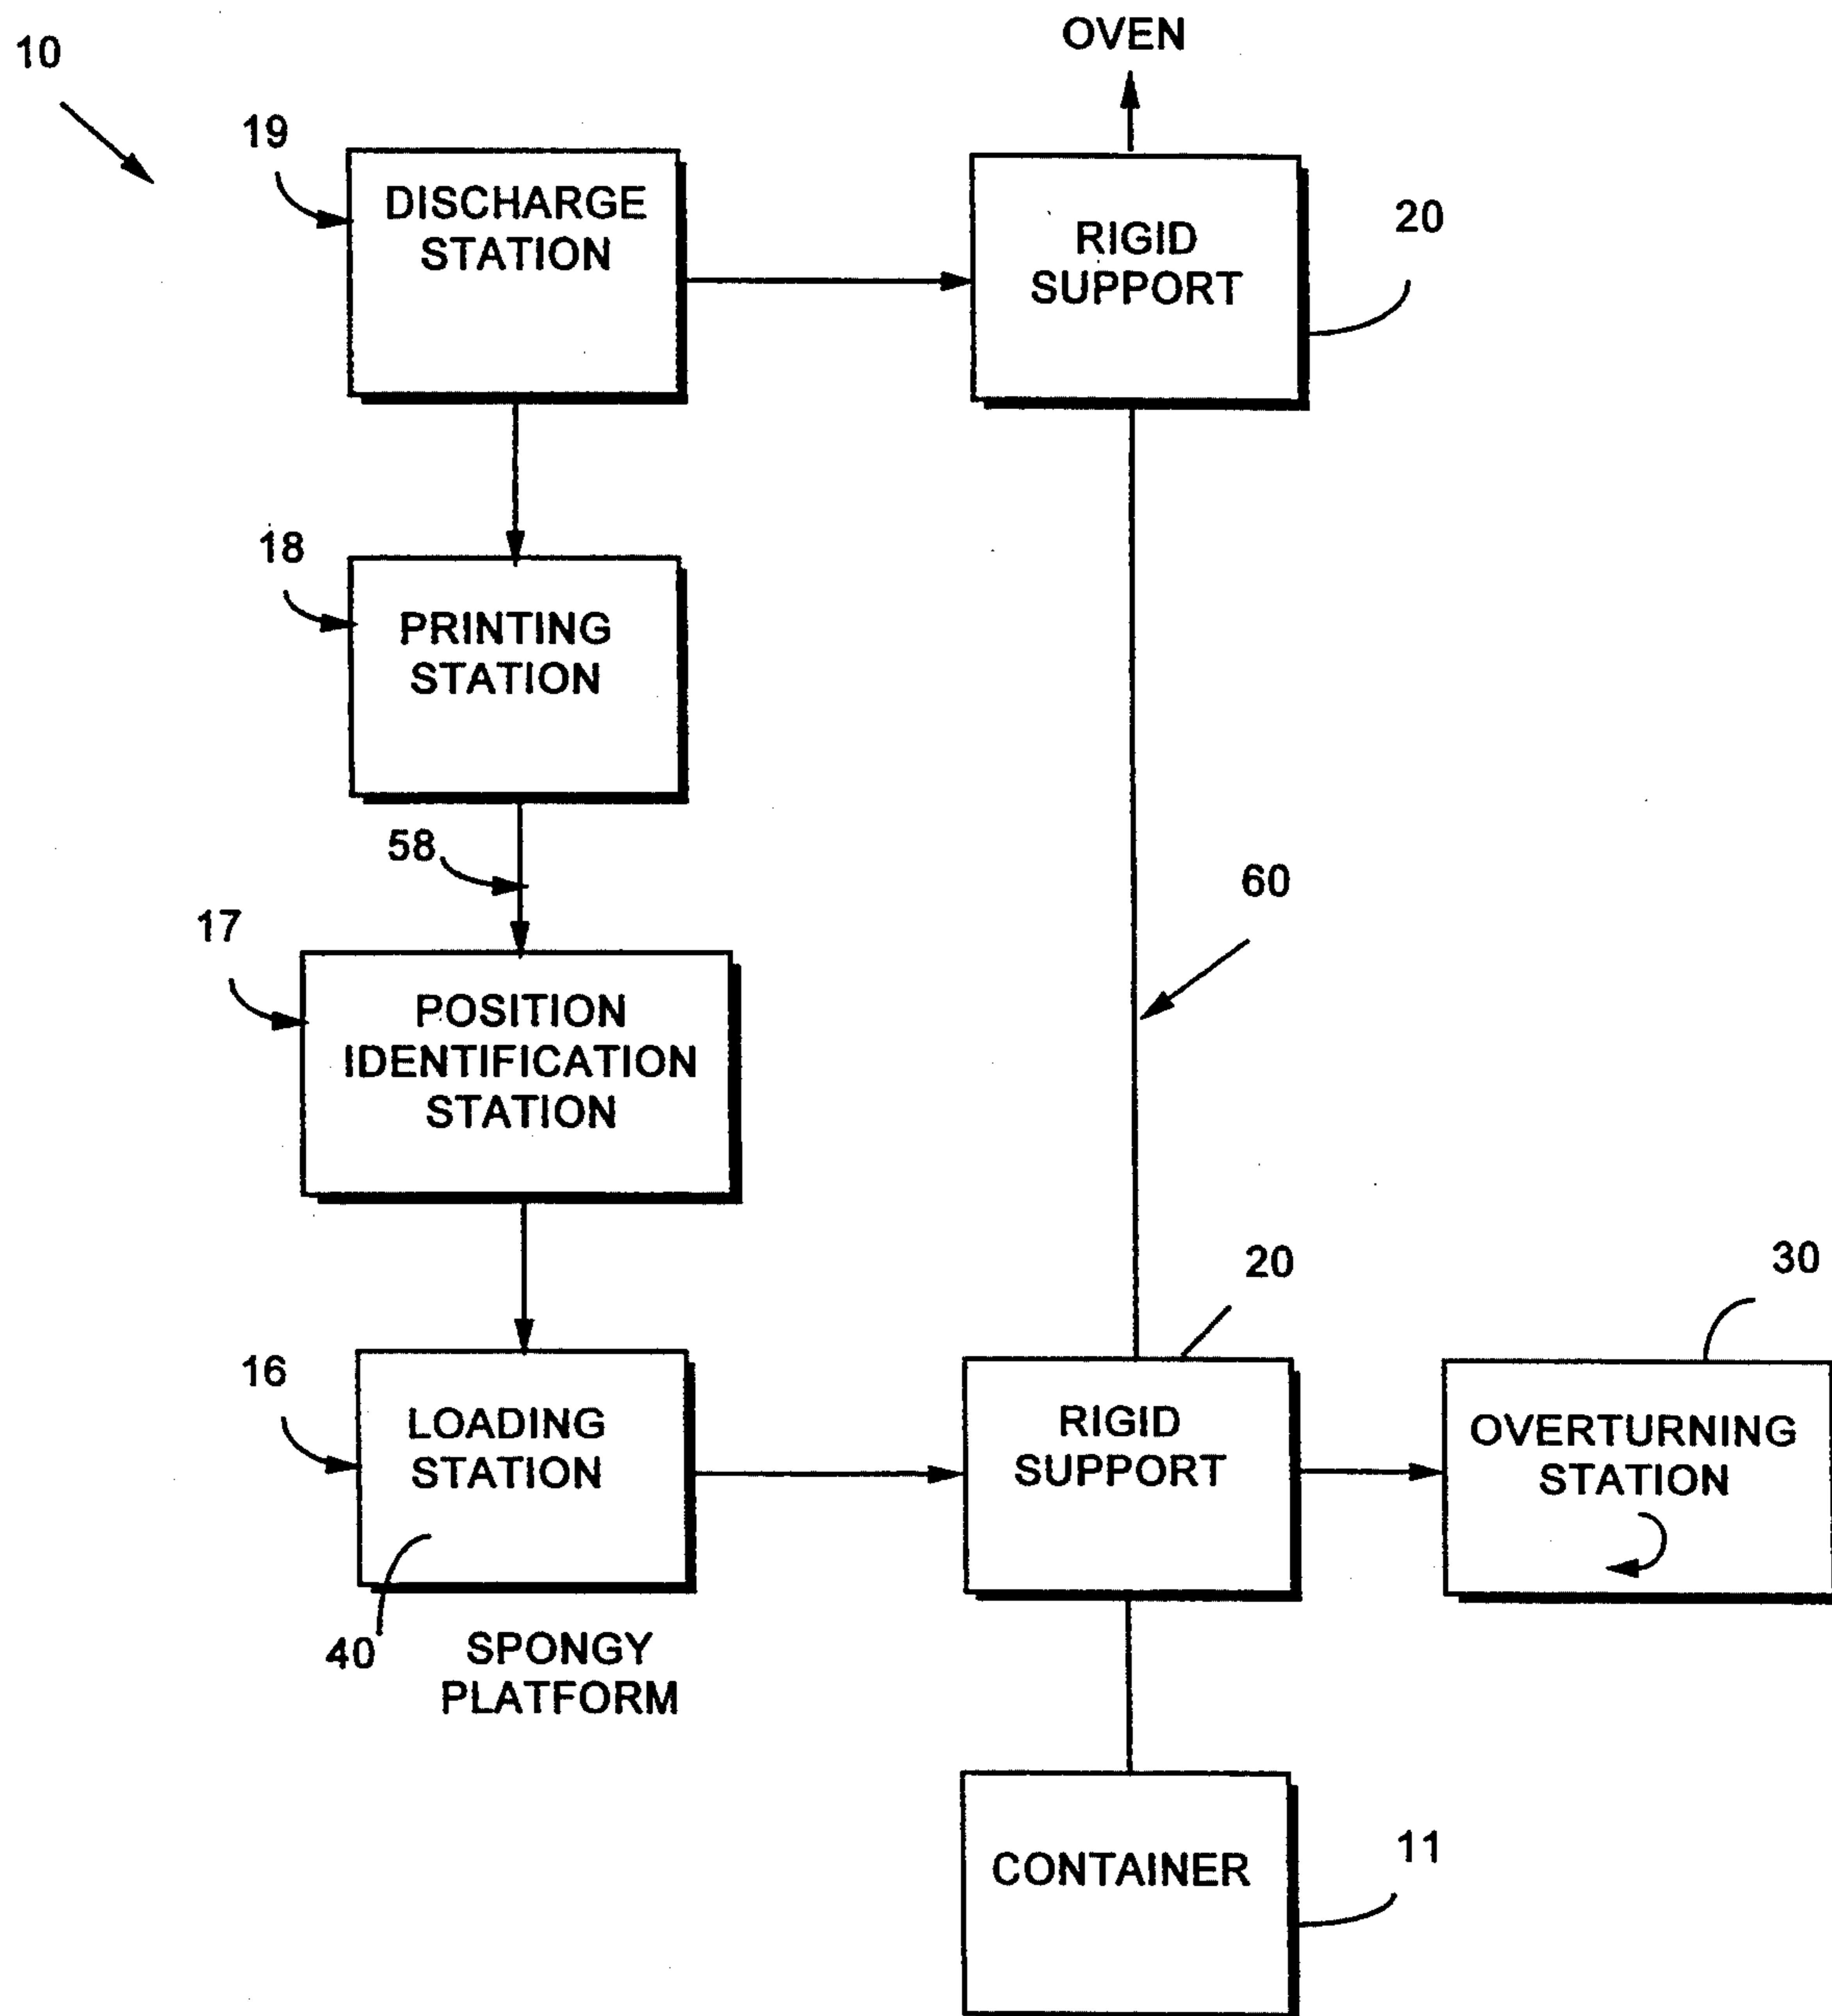 10
OVEN
19
DISCHARGE
STATION
RIGID
SUPPORT
20
18
PRINTING
STATION
58
60
17
POSITION
IDENTIFICATION
STATION
20
30
16
LOADING
STATION
RIGID
SUPPORT
OVERTURNING
STATION
40
SPONGY
PLATFORM
CONTAINER
11